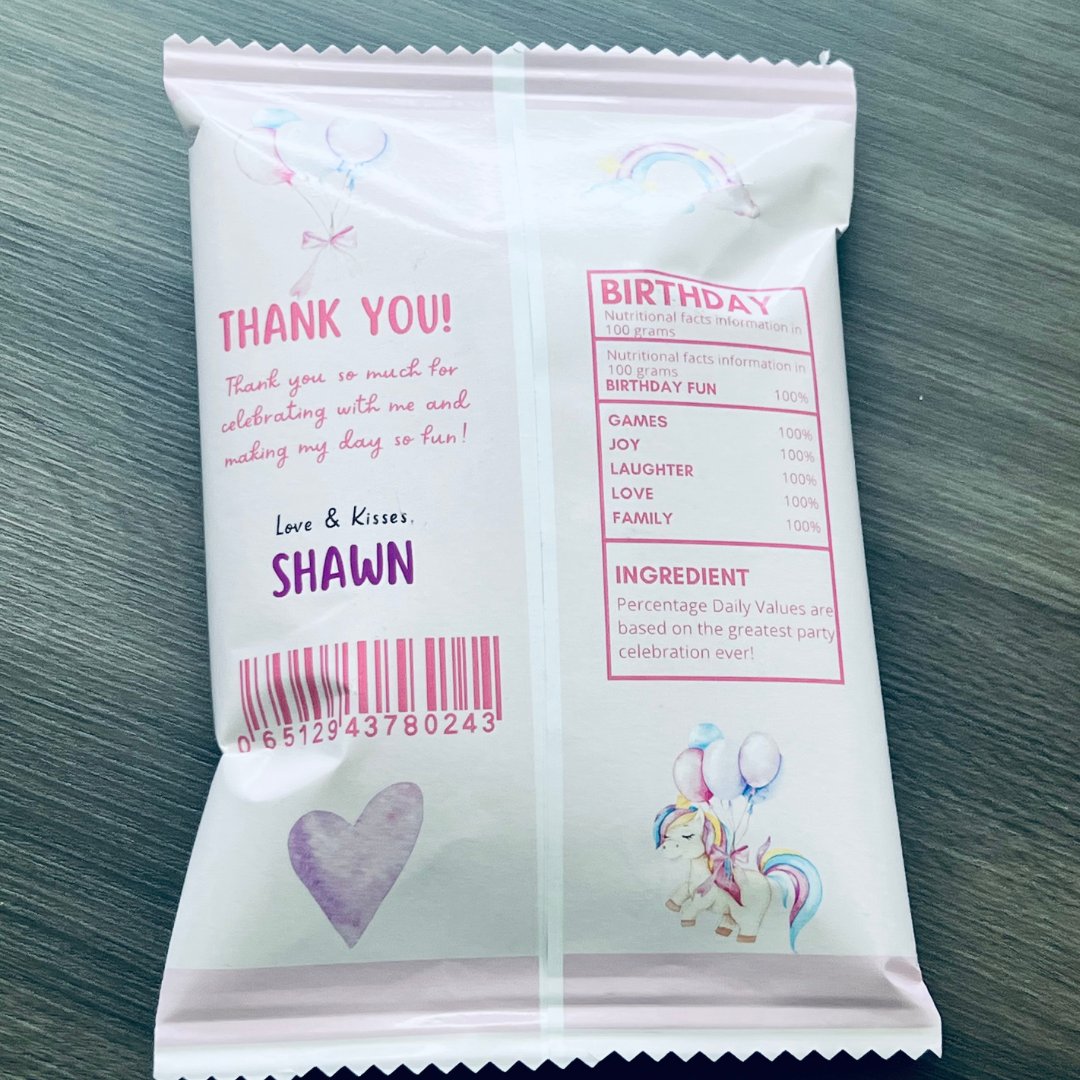 THANK YOU!
Thank you so much for
celebrating with me and
making my day so fun!
Love & Kisses,
SHAWN
0 65129 43780243
BIRTHDAY
Nutritional facts information in
100 grams
Nutritional facts information in
100 grams
BIRTHDAY FUN 100%
GAMES 100%
JOY 100%
LAUGHTER 100%
LOVE 100%
FAMILY 100%
INGREDIENT
Percentage Daily Values are
based on the greatest party
celebration ever!